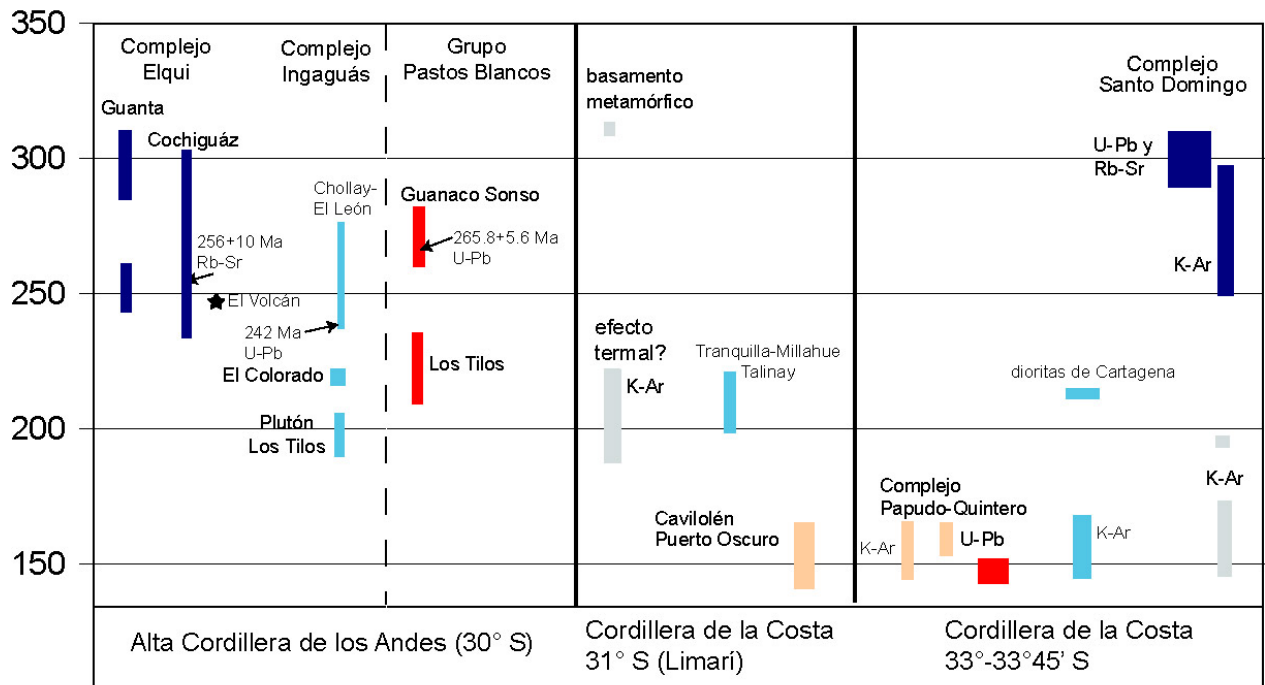 350
300
250
200
150
Complejo
Elqui
Guanta
Cochiguáz
256+10 Ma
Rb-Sr
El Volcán
Complejo
Ingaguás
Chollay-
El León
242 Ma
U-Pb
El Colorado
Plutón
Los Tilos
Grupo
Pastos Blancos
Guanaco Sonso
265.8+5.6 Ma
U-Pb
Los Tilos
basamento
metamórfico
efecto
termal?
K-Ar
Tranquilla-Millahue
Talinay
Cavilolén
Puerto Oscuro
Complejo
Santo Domingo
U-Pb y
Rb-Sr
K-Ar
dioritas de Cartagena
K-Ar
Complejo
Papudo-Quintero
K-Ar
U-Pb
K-Ar
Alta Cordillera de los Andes (30° S)
Cordillera de la Costa
31° S (Limarí)
Cordillera de la Costa
33°-33°45' S